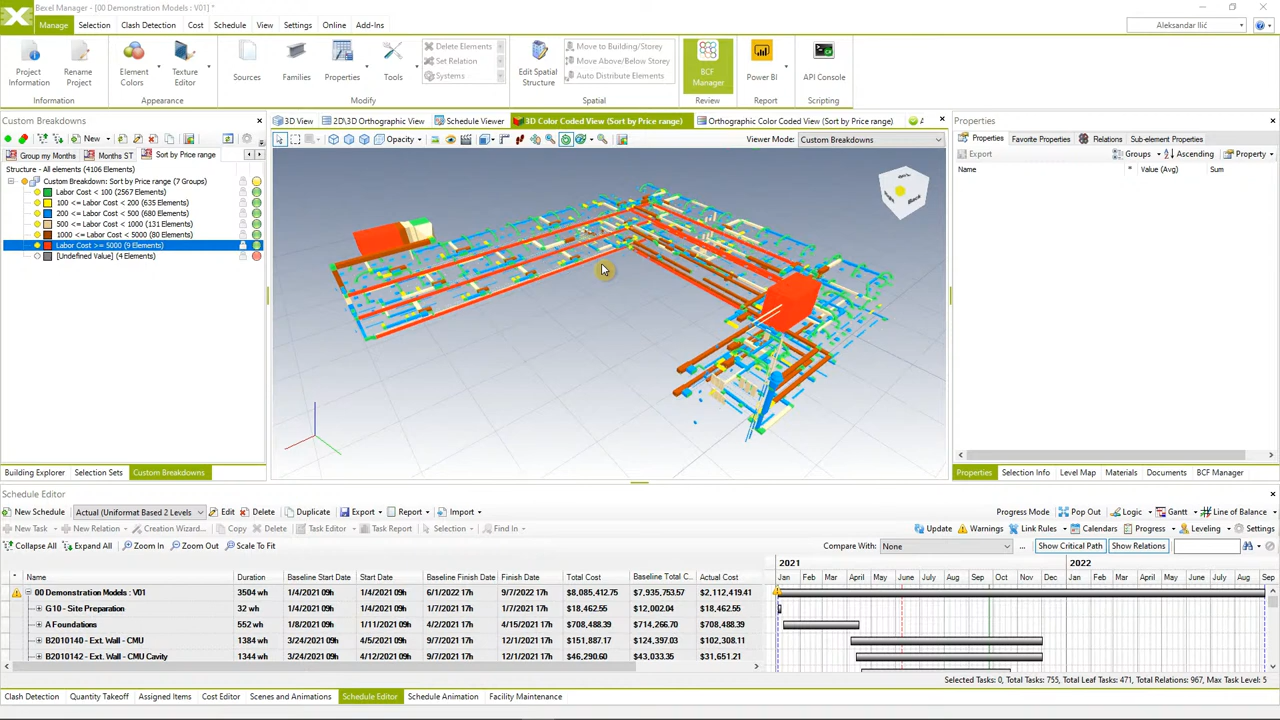 Bexel Manager - [00 Demonstration Models : V01] *
Manage Selection Clash Detection Cost Schedule View Settings Online Add-Ins Aleksandar Ilić
Project Information
Rename Project
Information
Element Colors
Texture Editor
Appearance
Sources
Families
Properties
Tools
Delete Elements
Set Relation
Systems
Modify
Edit Spatial Structure
Move to Building/Storey
Move Above/Below Storey
Auto Distribute Elements
Spatial
BCF Manager
Review
Power BI
Report
API Console
Scripting
Custom Breakdowns
New
Group my Months Months ST Sort by Price range
Structure - All elements (4106 Elements)
Custom Breakdown: Sort by Price range (7 Groups)
Labor Cost < 100 (2567 Elements)
100 <= Labor Cost < 200 (635 Elements)
200 <= Labor Cost < 500 (680 Elements)
500 <= Labor Cost < 1000 (131 Elements)
1000 <= Labor Cost < 5000 (80 Elements)
Labor Cost >= 5000 (9 Elements)
[Undefined Value] (4 Elements)
Building Explorer Selection Sets Custom Breakdowns
3D View 2D\3D Orthographic View Schedule Viewer 3D Color Coded View (Sort by Price range) Orthographic Color Coded View (Sort by Price range)
Opacity Viewer Mode: Custom Breakdowns
Back
Properties
Properties Favorite Properties Relations Sub-element Properties
Export Groups Ascending Property
Name * Value (Avg) Sum
Properties Selection Info Level Map Materials Documents BCF Manager
Schedule Editor
New Schedule Actual (Uniformat Based 2 Levels Edit Delete Duplicate Export Report Import Progress Mode Pop Out Logic Gantt Line of Balance
New Task New Relation Creation Wizard... Copy Delete Task Editor Task Report Selection Find In Update Warnings Link Rules Calendars Progress Leveling Settings
Collapse All Expand All Zoom In Zoom Out Scale To Fit Compare With: None ... Show Critical Path Show Relations
2021 2022
* Name Duration Baseline Start Date Start Date Baseline Finish Date Finish Date Total Cost Baseline Total C... Actual Cost Jan Feb Mar April May June July Aug Sep Oct Nov Dec Jan Feb Mar April May June July Aug Sep
00 Demonstration Models : V01 3504 wh 1/4/2021 09h 1/4/2021 09h 6/1/2022 17h 9/7/2022 17h $8,085,412.75 $7,935,753.57 $2,112,419.41
G10 - Site Preparation 32 wh 1/4/2021 09h 1/4/2021 09h 1/7/2021 17h 1/7/2021 17h $18,462.55 $12,002.04 $18,462.55
A Foundations 552 wh 1/8/2021 09h 1/11/2021 09h 4/7/2021 17h 4/15/2021 17h $708,488.39 $714,266.70 $708,488.39
B2010140 - Ext. Wall - CMU 1384 wh 3/24/2021 09h 4/5/2021 09h 9/7/2021 17h 12/1/2021 17h $151,887.17 $124,397.03 $102,308.11
B2010142 - Ext. Wall - CMU Cavity 1344 wh 3/24/2021 09h 4/12/2021 09h 9/7/2021 17h 12/1/2021 17h $46,290.60 $43,033.35 $31,651.21
Selected Tasks: 0, Total Tasks: 755, Total Leaf Tasks: 471, Total Relations: 967, Max Task Level: 5
Clash Detection Quantity Takeoff Assigned Items Cost Editor Scenes and Animations Schedule Editor Schedule Animation Facility Maintenance